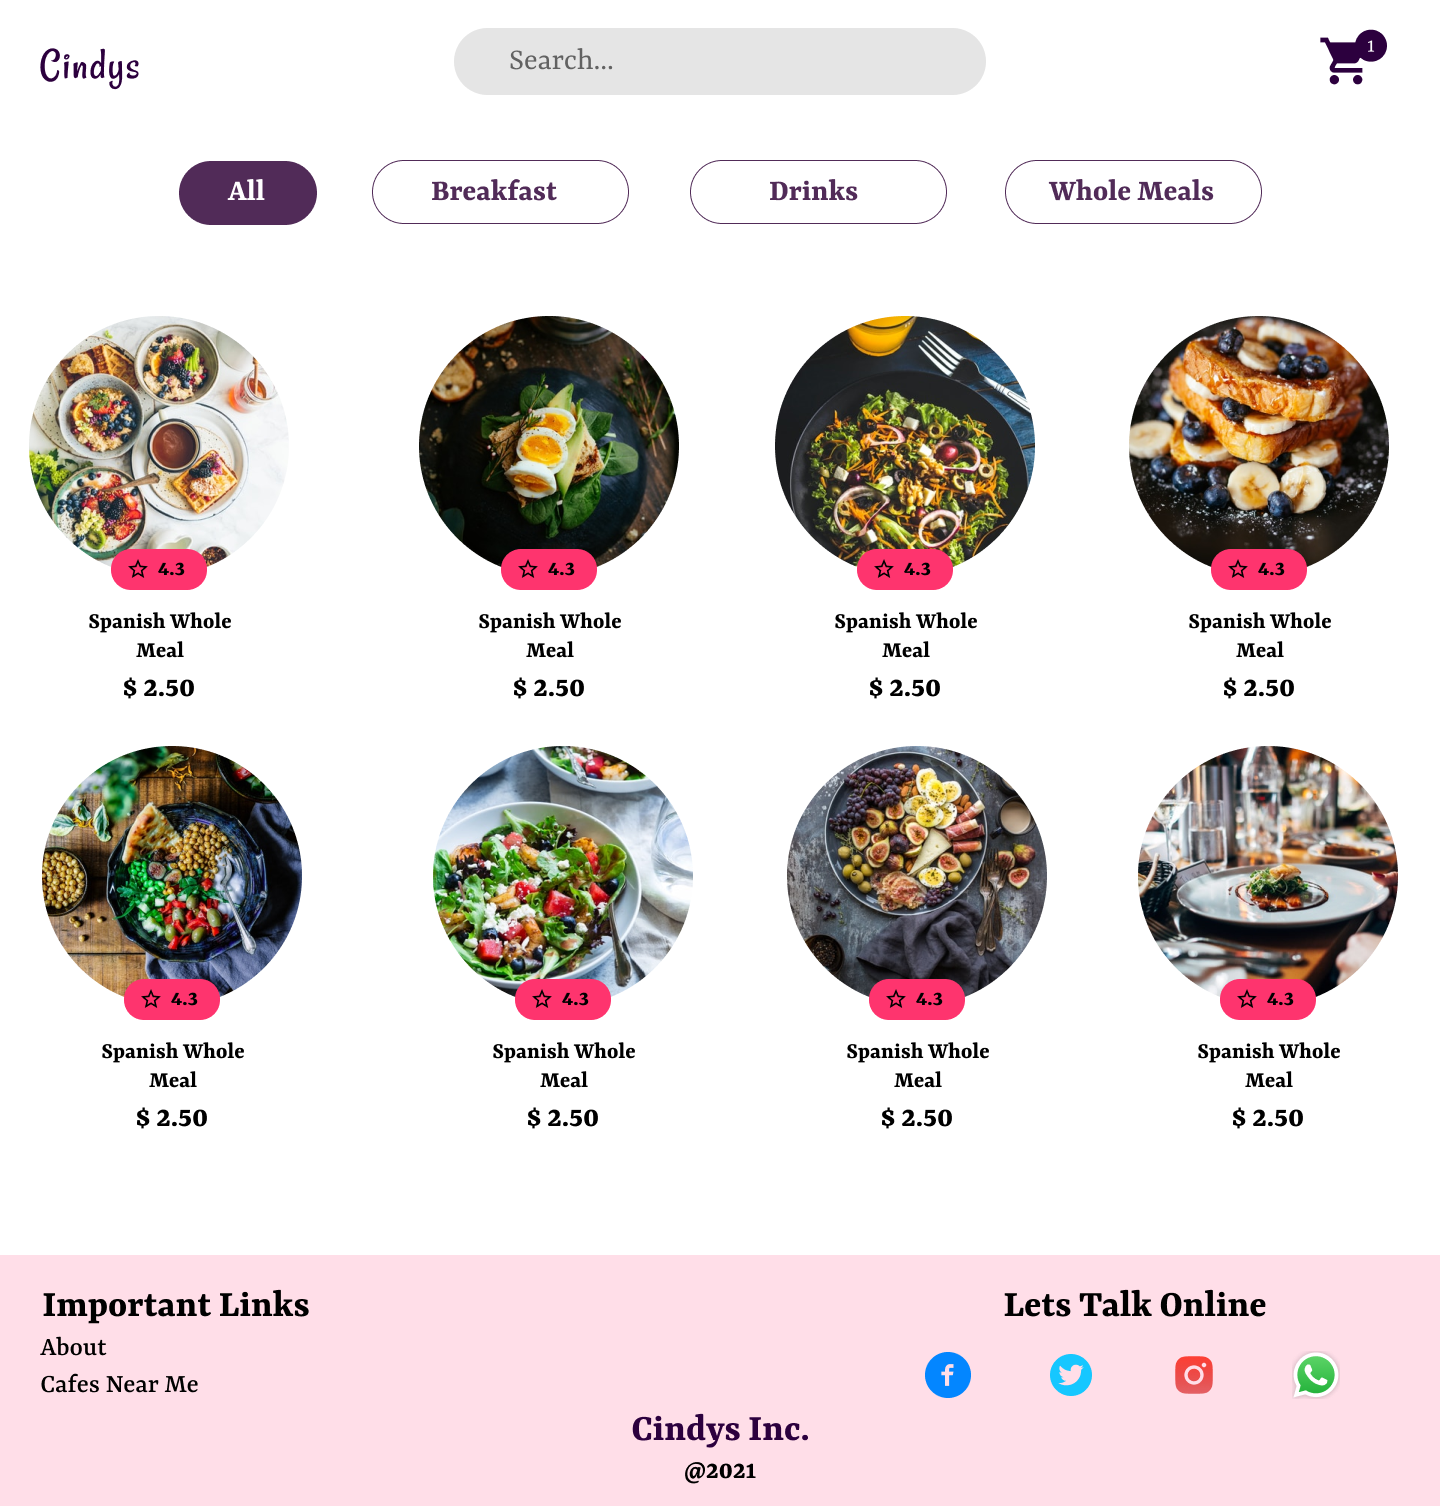 Cindys
Search...
1
All
Breakfast
Drinks
Whole Meals
4.3
4.3
4.3
4.3
Spanish Whole
Meal
$ 2.50
Spanish Whole
Meal
$ 2.50
Spanish Whole
Meal
$ 2.50
Spanish Whole
Meal
$ 2.50
4.3
4.3
4.3
4.3
Spanish Whole
Meal
$ 2.50
Spanish Whole
Meal
$ 2.50
Spanish Whole
Meal
$ 2.50
Spanish Whole
Meal
$ 2.50
Important Links
About
Cafes Near Me
Lets Talk Online
Cindys Inc.
@2021